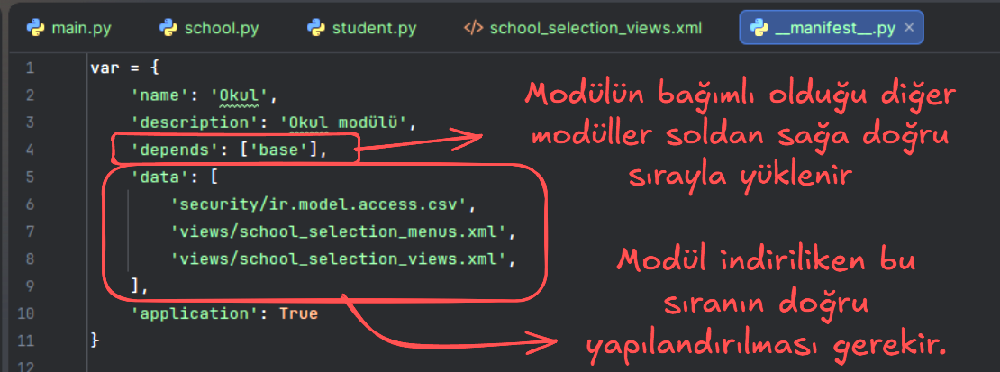 main.py school.py student.py </> school_selection_views.xml __manifest__.py ×
1 var = {
2 'name': 'Okul',
3 'description': 'Okul modülü',
4 'depends': ['base'],
5 'data': [
6 'security/ir.model.access.csv',
7 'views/school_selection_menus.xml',
8 'views/school_selection_views.xml',
9 ],
10 'application': True
11 }
12
Modülün bağımlı olduğu diğer
modüller soldan sağa doğru
sırayla yüklenir
Modül indiriliken bu
sıranın doğru
yapılandırılması gerekir.